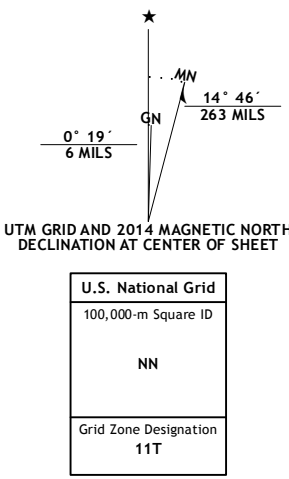 ★
MN
GN
14° 46´
263 MILS
0° 19´
6 MILS
UTM GRID AND 2014 MAGNETIC NORTH
DECLINATION AT CENTER OF SHEET
U.S. National Grid
100,000-m Square ID
NN
Grid Zone Designation
11T